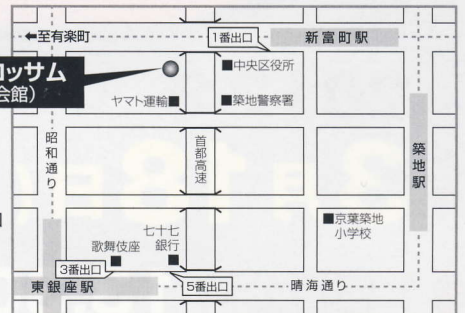 ←至有楽町
1番出口
新富町駅
ロッサム
会館）
■中央区役所
ヤマト運輸■
■築地警察署
昭和通り
首都高速
築地駅
■京葉築地
小学校
七十七
銀行
歌舞伎座
3番出口
東銀座駅
5番出口
晴海通り